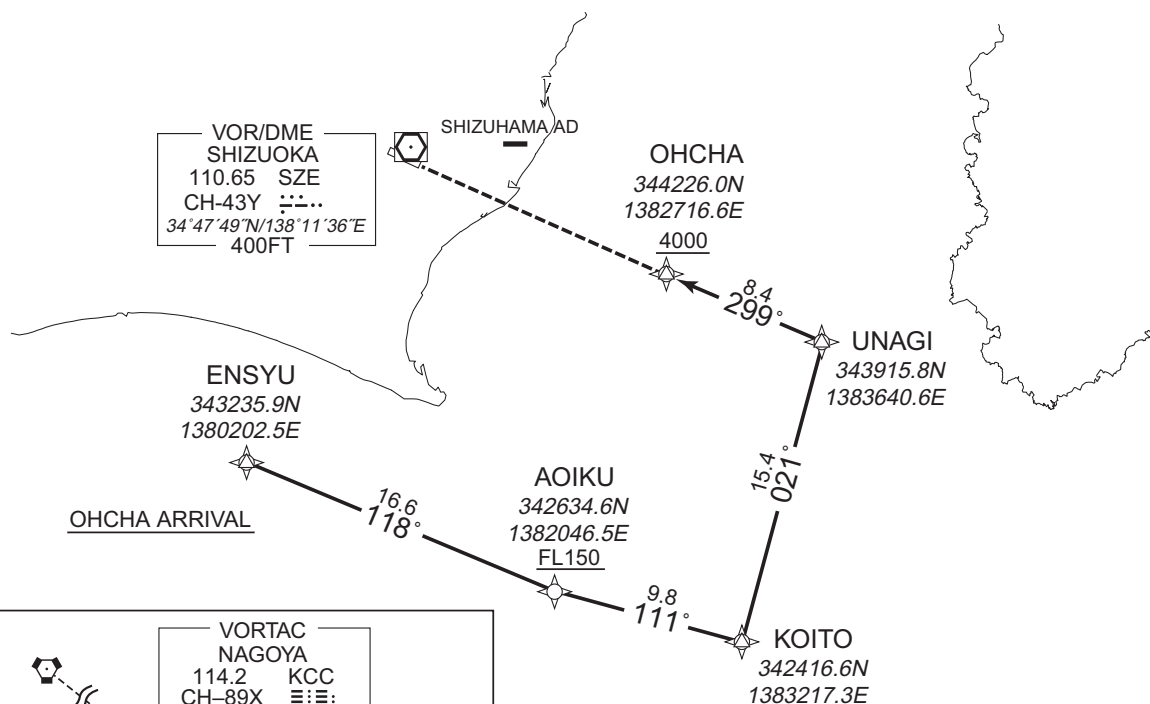 VOR/DME
SHIZUOKA
110.65 SZE
CH-43Y
34°47´49˝N/138°11´36˝E
400FT
SHIZUHAMA AD
OHCHA
344226.0N
1382716.6E
4000
8.4
299°
UNAGI
343915.8N
1383640.6E
ENSYU
343235.9N
1380202.5E
15.4
021°
AOIKU
342634.6N
1382046.5E
FL150
16.6
118°
OHCHA ARRIVAL
9.8
111°
KOITO
342416.6N
1383217.3E
VORTAC
NAGOYA
114.2 KCC
CH–89X